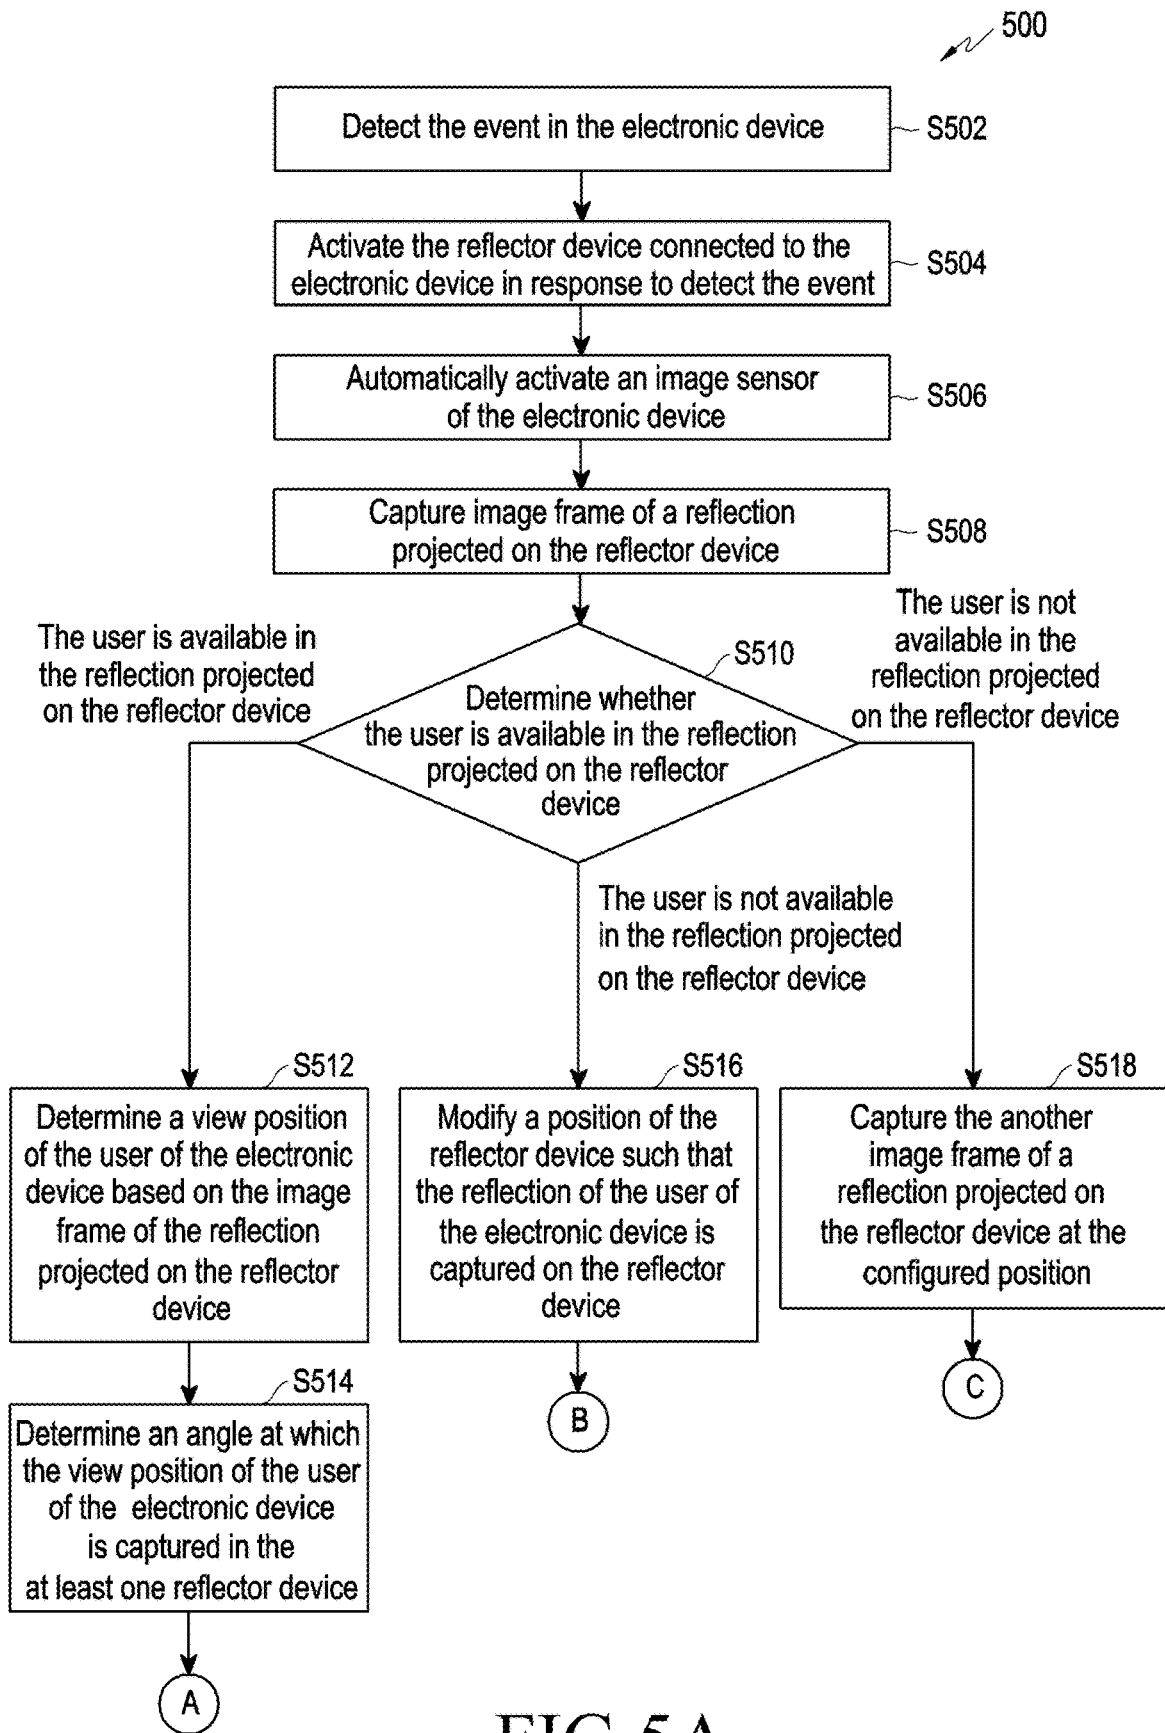 500
Detect the event in the electronic device
S502
Activate the reflector device connected to the
electronic device in response to detect the event
S504
Automatically activate an image sensor
of the electronic device
S506
Capture image frame of a reflection
projected on the reflector device
S508
The user is available in
the reflection projected
on the reflector device
S510
Determine whether
the user is available in the reflection
projected on the reflector
device
The user is not
available in the
reflection projected
on the reflector device
The user is not available
in the reflection projected
on the reflector device
S512
Determine a view position
of the user of the electronic
device based on the image
frame of the reflection
projected on the reflector
device
S516
Modify a position of the
reflector device such that
the reflection of the user of
the electronic device is
captured on the reflector
device
S518
Capture the another
image frame of a
reflection projected on
the reflector device at the
configured position
S514
Determine an angle at which
the view position of the user
of the electronic device
is captured in the
at least one reflector device
B
C
A
FIG.5A